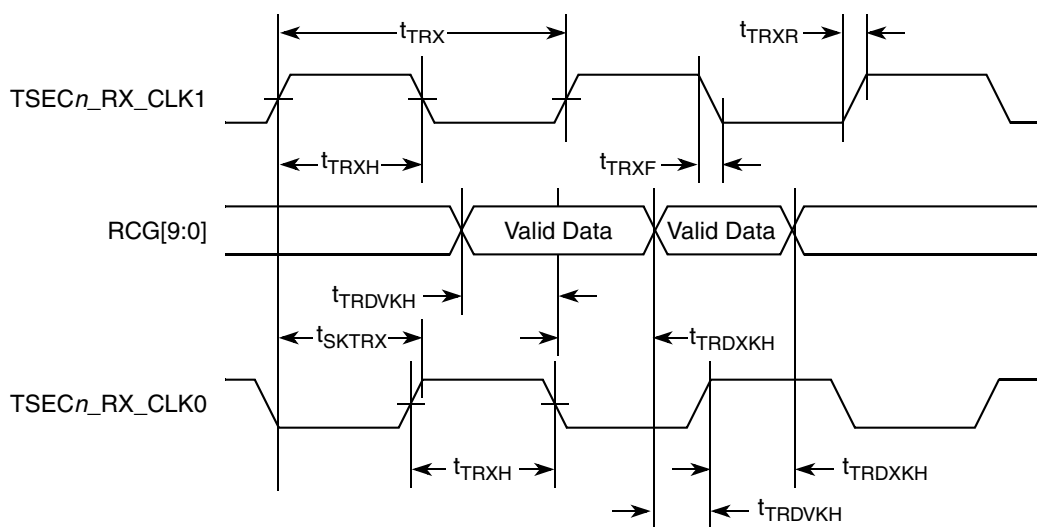 tTRX
tTRXR
TSECn_RX_CLK1
tTRXH
tTRXF
RCG[9:0]
Valid Data
Valid Data
tTRDVKH
tSKTRX
tTRDXKH
TSECn_RX_CLK0
tTRXH
tTRDXKH
tTRDVKH